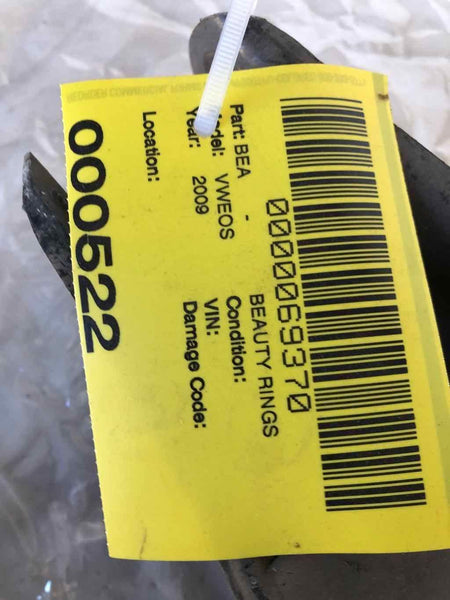 0000069370
Part: BEA - BEAUTY RINGS
Model: VWEOS Condition:
Year: 2009 VIN:
Damage Code:
Location:
000522